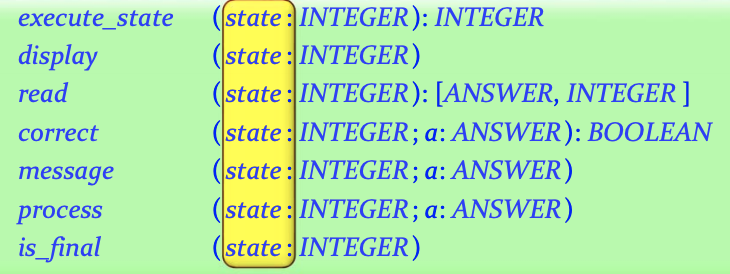 execute_state (state: INTEGER): INTEGER
display (state: INTEGER)
read (state: INTEGER): [ANSWER, INTEGER ]
correct (state: INTEGER; a: ANSWER): BOOLEAN
message (state: INTEGER; a: ANSWER)
process (state: INTEGER; a: ANSWER)
is_final (state: INTEGER)